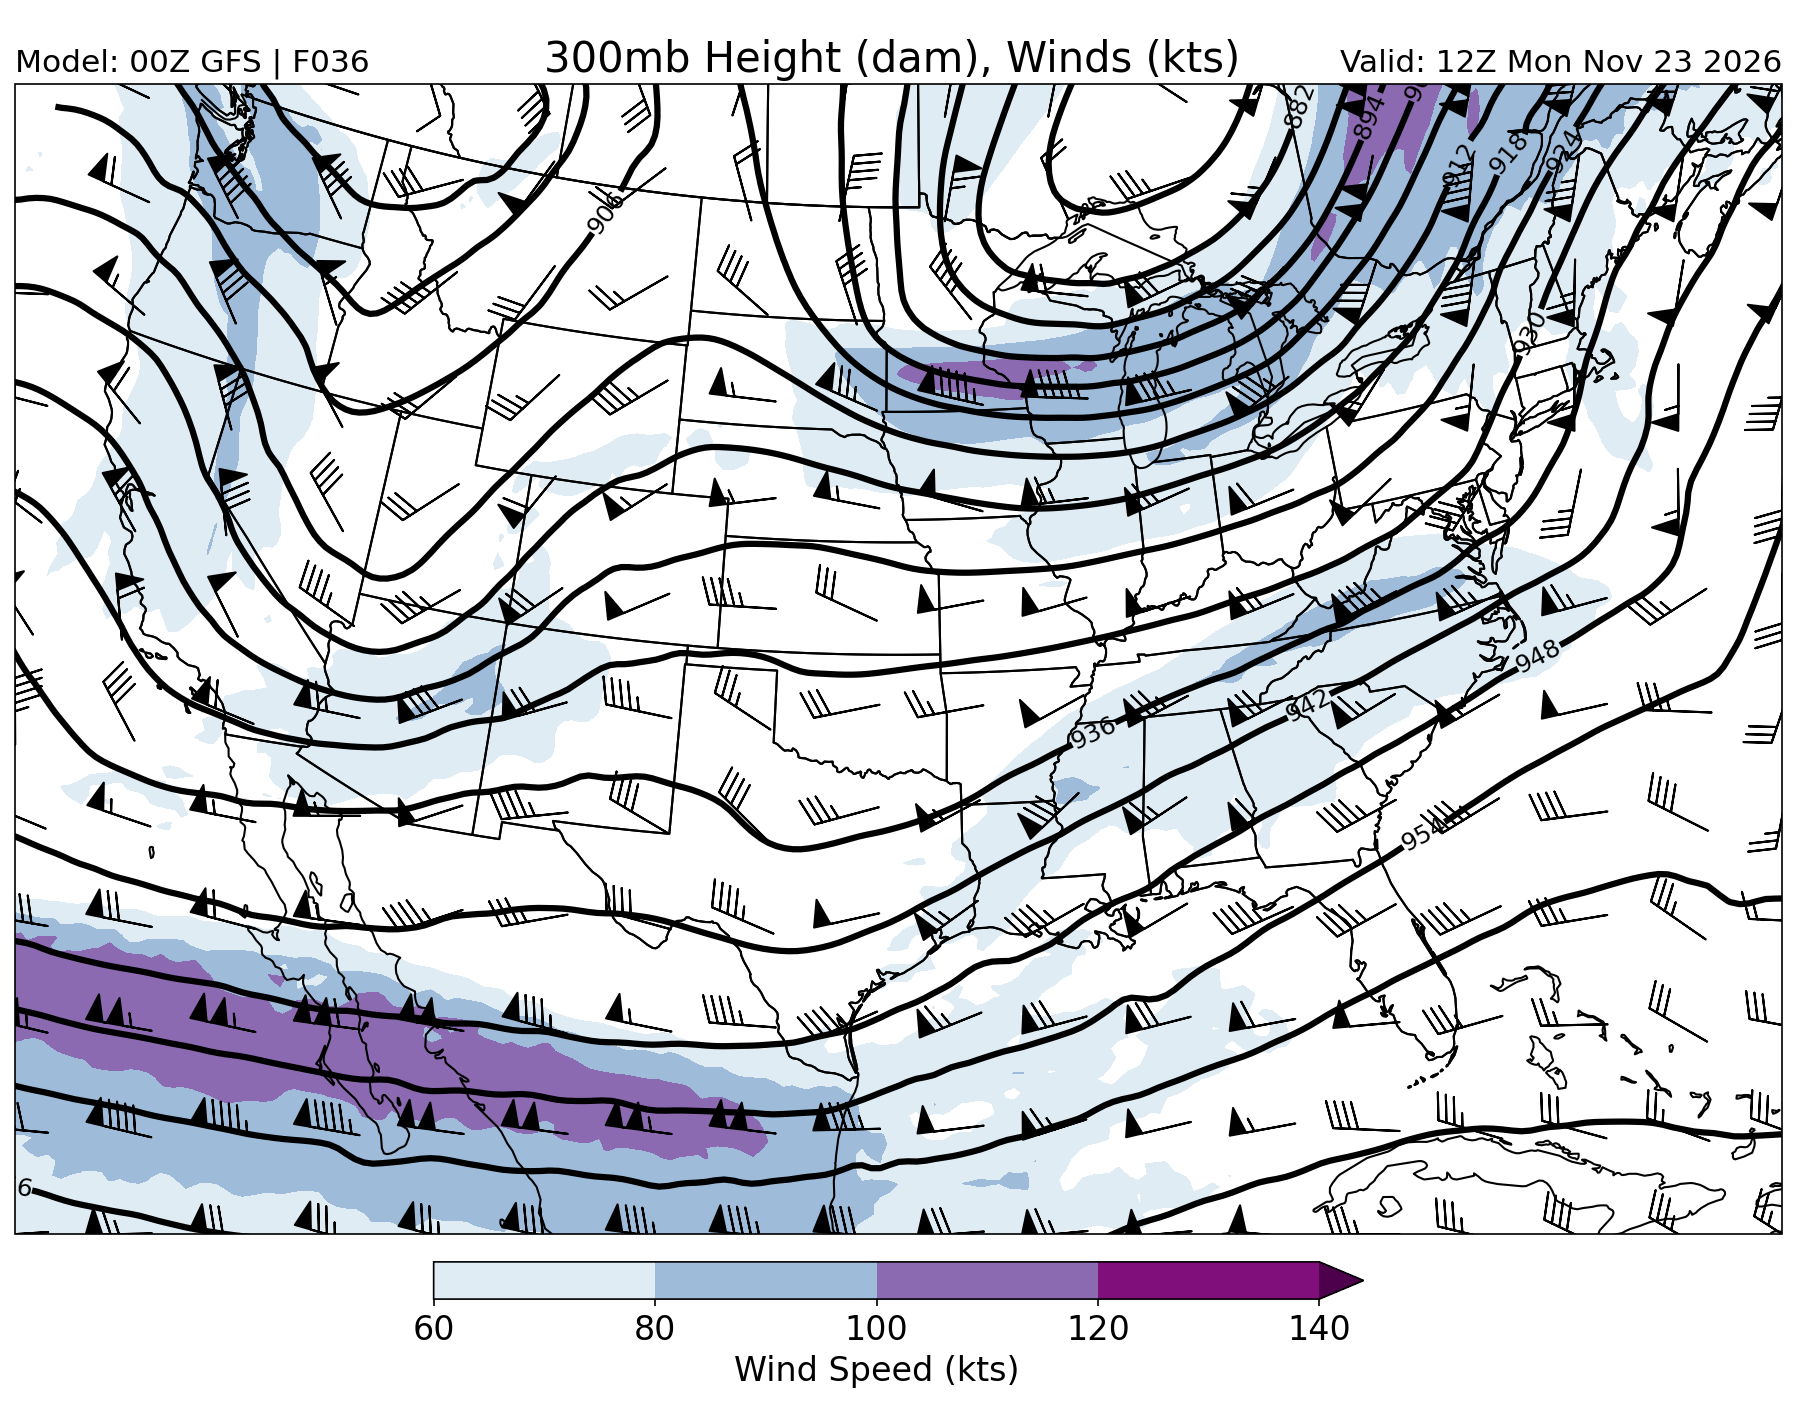 Model: 00Z GFS | F036
300mb Height (dam), Winds (kts)
Valid: 12Z Mon Nov 23 2026
882
894
912
918
924
906
930
948
942
936
954
6
60 80 100 120 140
Wind Speed (kts)